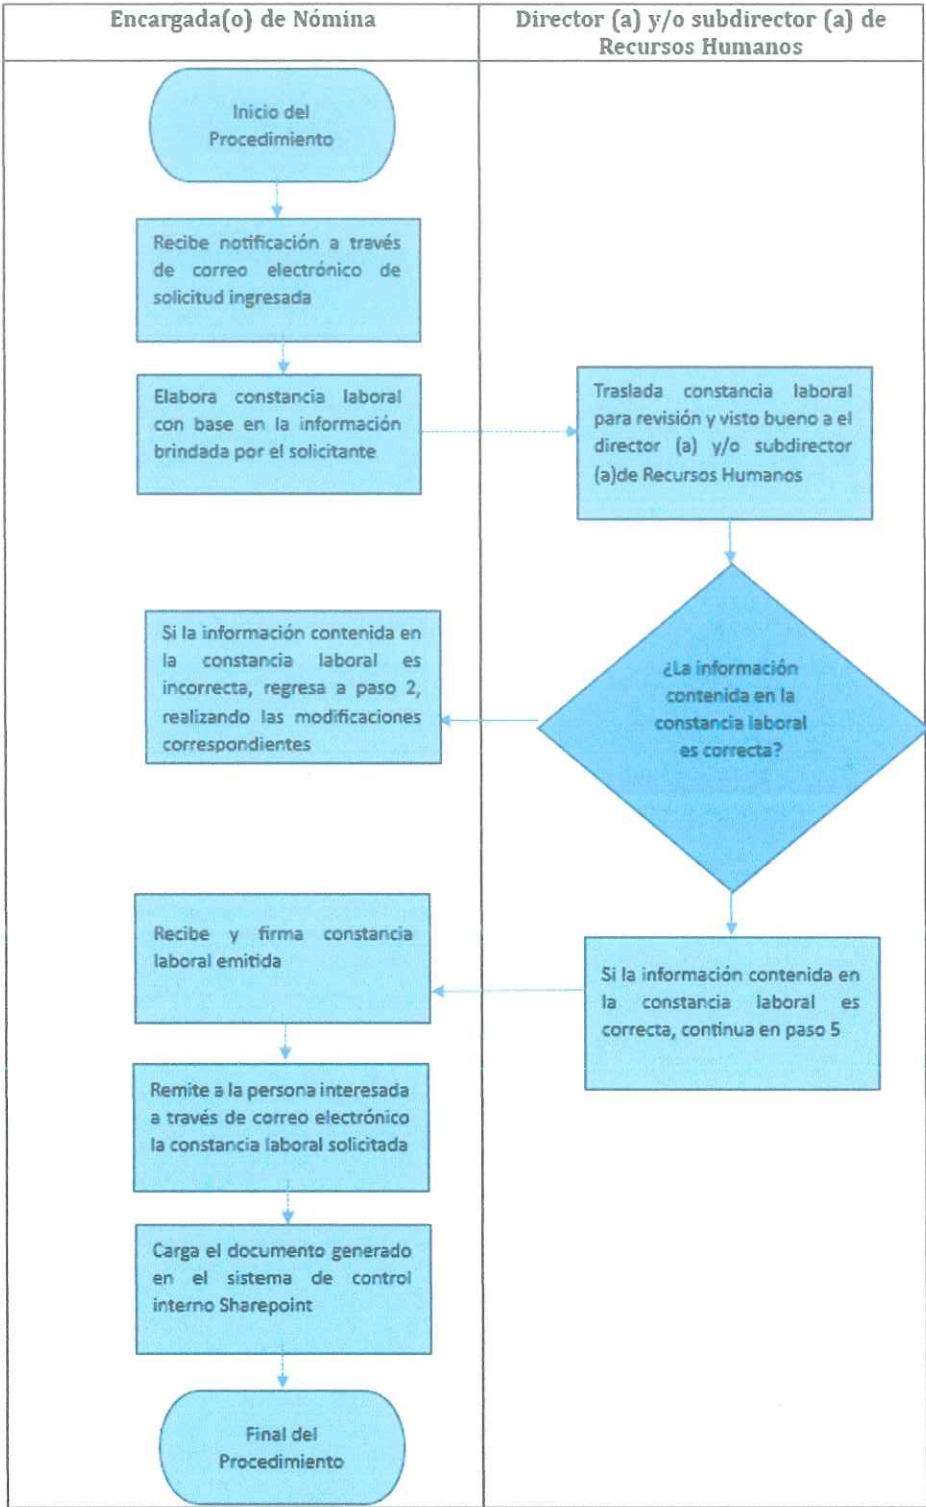 Encargada(o) de Nómina
Director (a) y/o subdirector (a) de
Recursos Humanos
Inicio del
Procedimiento
Recibe notificación a través
de correo electrónico de
solicitud ingresada
Elabora constancia laboral
con base en la información
brindada por el solicitante
Traslada constancia laboral
para revisión y visto bueno a el
director (a) y/o subdirector
(a)de Recursos Humanos
¿La información
contenida en la
constancia laboral
es correcta?
Si la información contenida en
la constancia laboral es
incorrecta, regresa a paso 2,
realizando las modificaciones
correspondientes
Si la información contenida en
la constancia laboral es
correcta, continua en paso 5
Recibe y firma constancia
laboral emitida
Remite a la persona interesada
a través de correo electrónico
la constancia laboral solicitada
Carga el documento generado
en el sistema de control
interno Sharepoint
Final del
Procedimiento